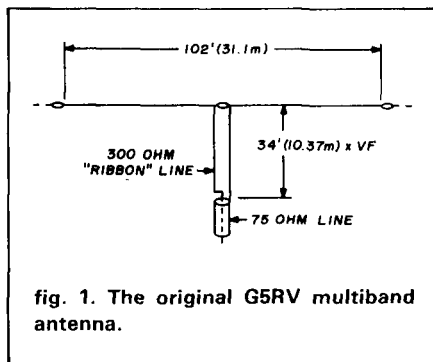 102'(31.1m)
300 OHM
"RIBBON" LINE
34'(10.37m) x VF
75 OHM LINE
fig. 1. The original G5RV multiband
antenna.